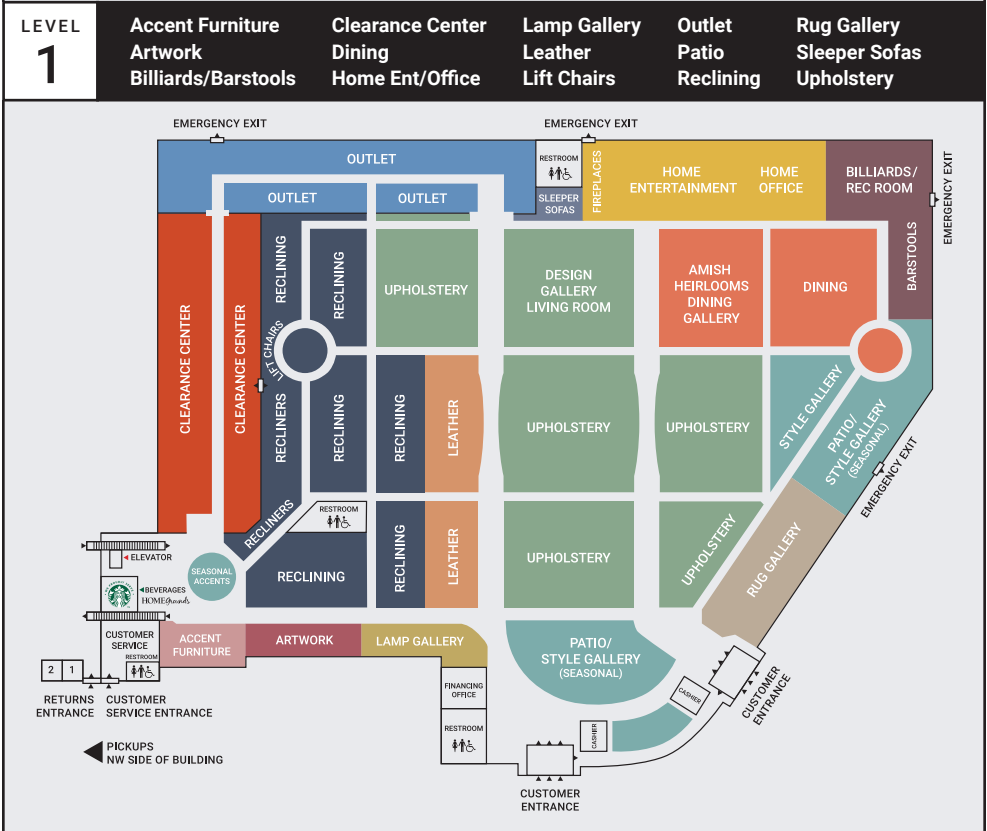 LEVEL
1
Accent Furniture
Artwork
Billiards/Barstools
Clearance Center
Dining
Home Ent/Office
Lamp Gallery
Leather
Lift Chairs
Outlet
Patio
Reclining
Rug Gallery
Sleeper Sofas
Upholstery
EMERGENCY EXIT
EMERGENCY EXIT
OUTLET
RESTROOM
FIREPLACES
HOME
ENTERTAINMENT
HOME
OFFICE
BILLIARDS/
REC ROOM
EMERGENCY EXIT
OUTLET
OUTLET
SLEEPER
SOFAS
BARSTOOLS
CLEARANCE CENTER
CLEARANCE CENTER
RECLINING
RECLINING
UPHOLSTERY
DESIGN
GALLERY
LIVING ROOM
AMISH
HEIRLOOMS
DINING
GALLERY
DINING
LIFT CHAIRS
RECLINERS
RECLINING
RECLINING
LEATHER
UPHOLSTERY
UPHOLSTERY
STYLE GALLERY
PATIO/
STYLE GALLERY
(SEASONAL)
EMERGENCY EXIT
RECLINERS
RESTROOM
RECLINING
RECLINING
LEATHER
UPHOLSTERY
UPHOLSTERY
RUG GALLERY
ELEVATOR
SEASONAL
ACCENTS
BEVERAGES
HOMEGrounds
CUSTOMER
SERVICE
RESTROOM
ACCENT
FURNITURE
ARTWORK
LAMP GALLERY
PATIO/
STYLE GALLERY
(SEASONAL)
2 1
RETURNS
ENTRANCE
CUSTOMER
SERVICE ENTRANCE
FINANCING
OFFICE
RESTROOM
CASHIER
CASHIER
CUSTOMER
ENTRANCE
PICKUPS
NW SIDE OF BUILDING
CUSTOMER
ENTRANCE